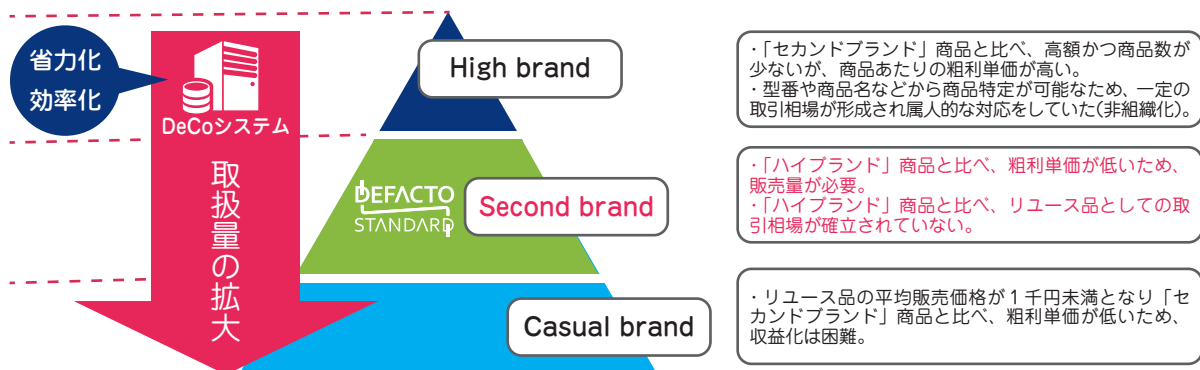 省力化
効率化
DeCoシステム
取扱量の拡大
High brand
DEFACTO
STANDARD
Second brand
Casual brand
・「セカンドブランド」商品と比べ、高額かつ商品数が
少ないが、商品あたりの粗利単価が高い。
・型番や商品名などから商品特定が可能なため、一定の
取引相場が形成され属人的な対応をしていた(非組織化)。
・「ハイブランド」商品と比べ、粗利単価が低いため、
販売量が必要。
・「ハイブランド」商品と比べ、リユース品としての取
引相場が確立されていない。
・リユース品の平均販売価格が1千円未満となり「セ
カンドブランド」商品と比べ、粗利単価が低いため、
収益化は困難。